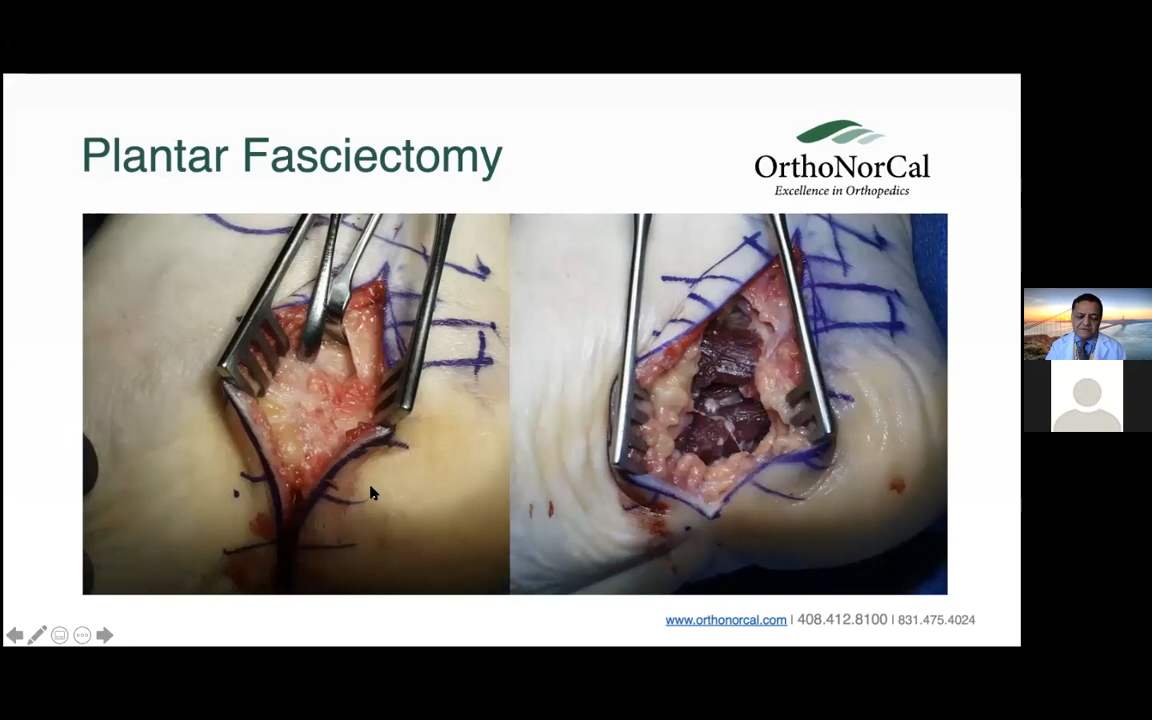 Plantar Fasciectomy
OrthoNorCal
Excellence in Orthopedics
www.orthonorcal.com | 408.412.8100 | 831.475.4024